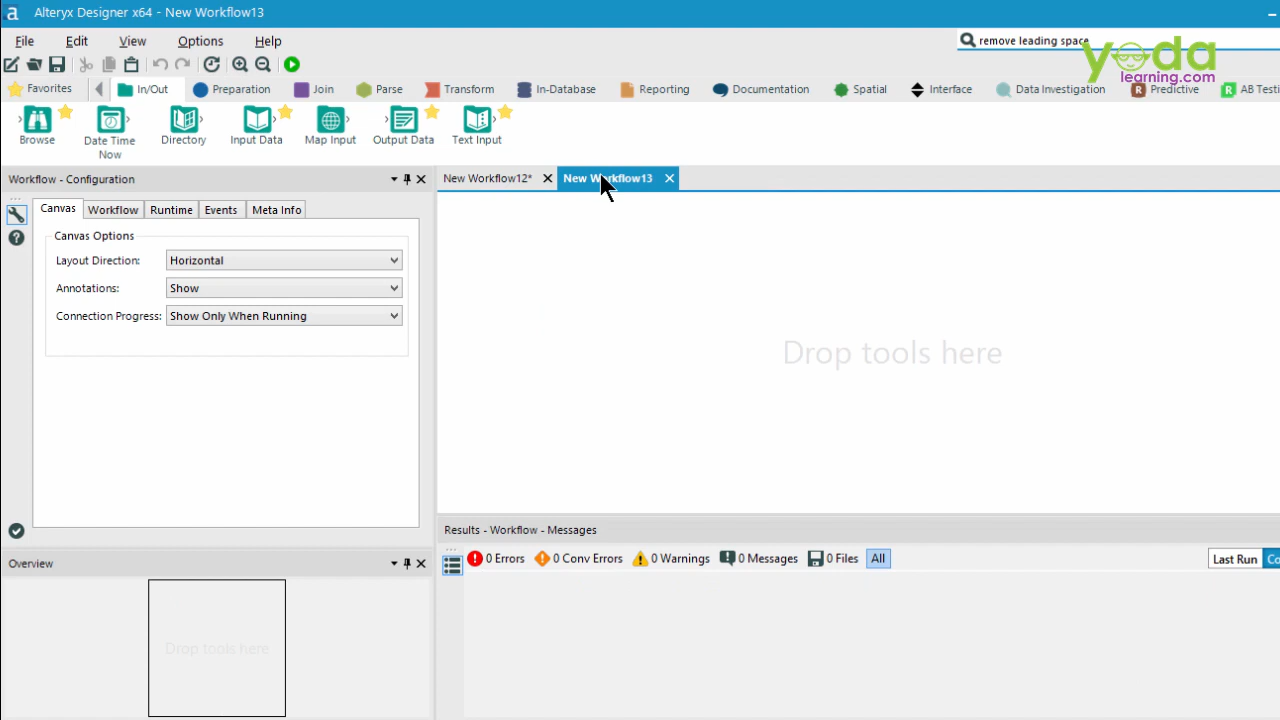 a Alteryx Designer x64 - New Workflow13
File Edit View Options Help
remove leading space
yoda
learning.com
Favorites In/Out Preparation Join Parse Transform In-Database Reporting Documentation Spatial Interface Data Investigation R Predictive R AB Testi
Browse Date Time Now Directory Input Data Map Input Output Data Text Input
Workflow - Configuration
New Workflow12* New Workflow13
Canvas Workflow Runtime Events Meta Info
Canvas Options
Layout Direction: Horizontal
Annotations: Show
Connection Progress: Show Only When Running
Drop tools here
Results - Workflow - Messages
0 Errors 0 Conv Errors 0 Warnings 0 Messages 0 Files All Last Run Co
Overview
Drop tools here